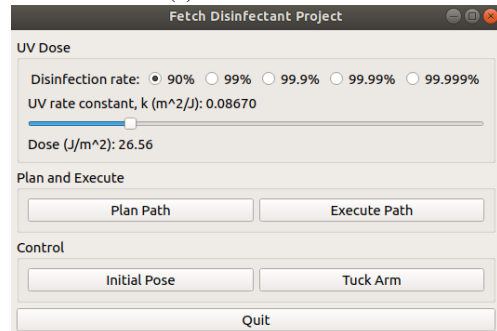 Fetch Disinfectant Project
UV Dose
Disinfection rate: 90% 99% 99.9% 99.99% 99.999%
UV rate constant, k (m^2/J): 0.08670
Dose (J/m^2): 26.56
Plan and Execute
Plan Path Execute Path
Control
Initial Pose Tuck Arm
Quit